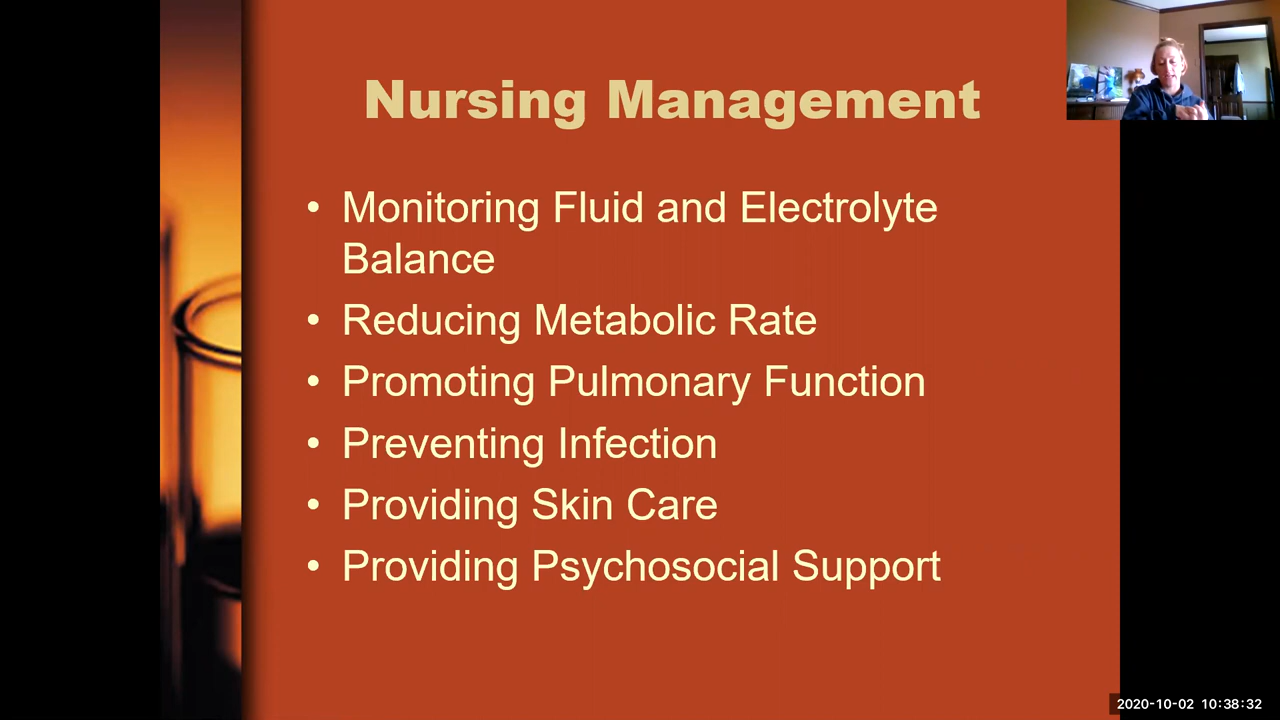 Nursing Management
• Monitoring Fluid and Electrolyte
Balance
• Reducing Metabolic Rate
• Promoting Pulmonary Function
• Preventing Infection
• Providing Skin Care
• Providing Psychosocial Support
2020-10-02 10:38:32